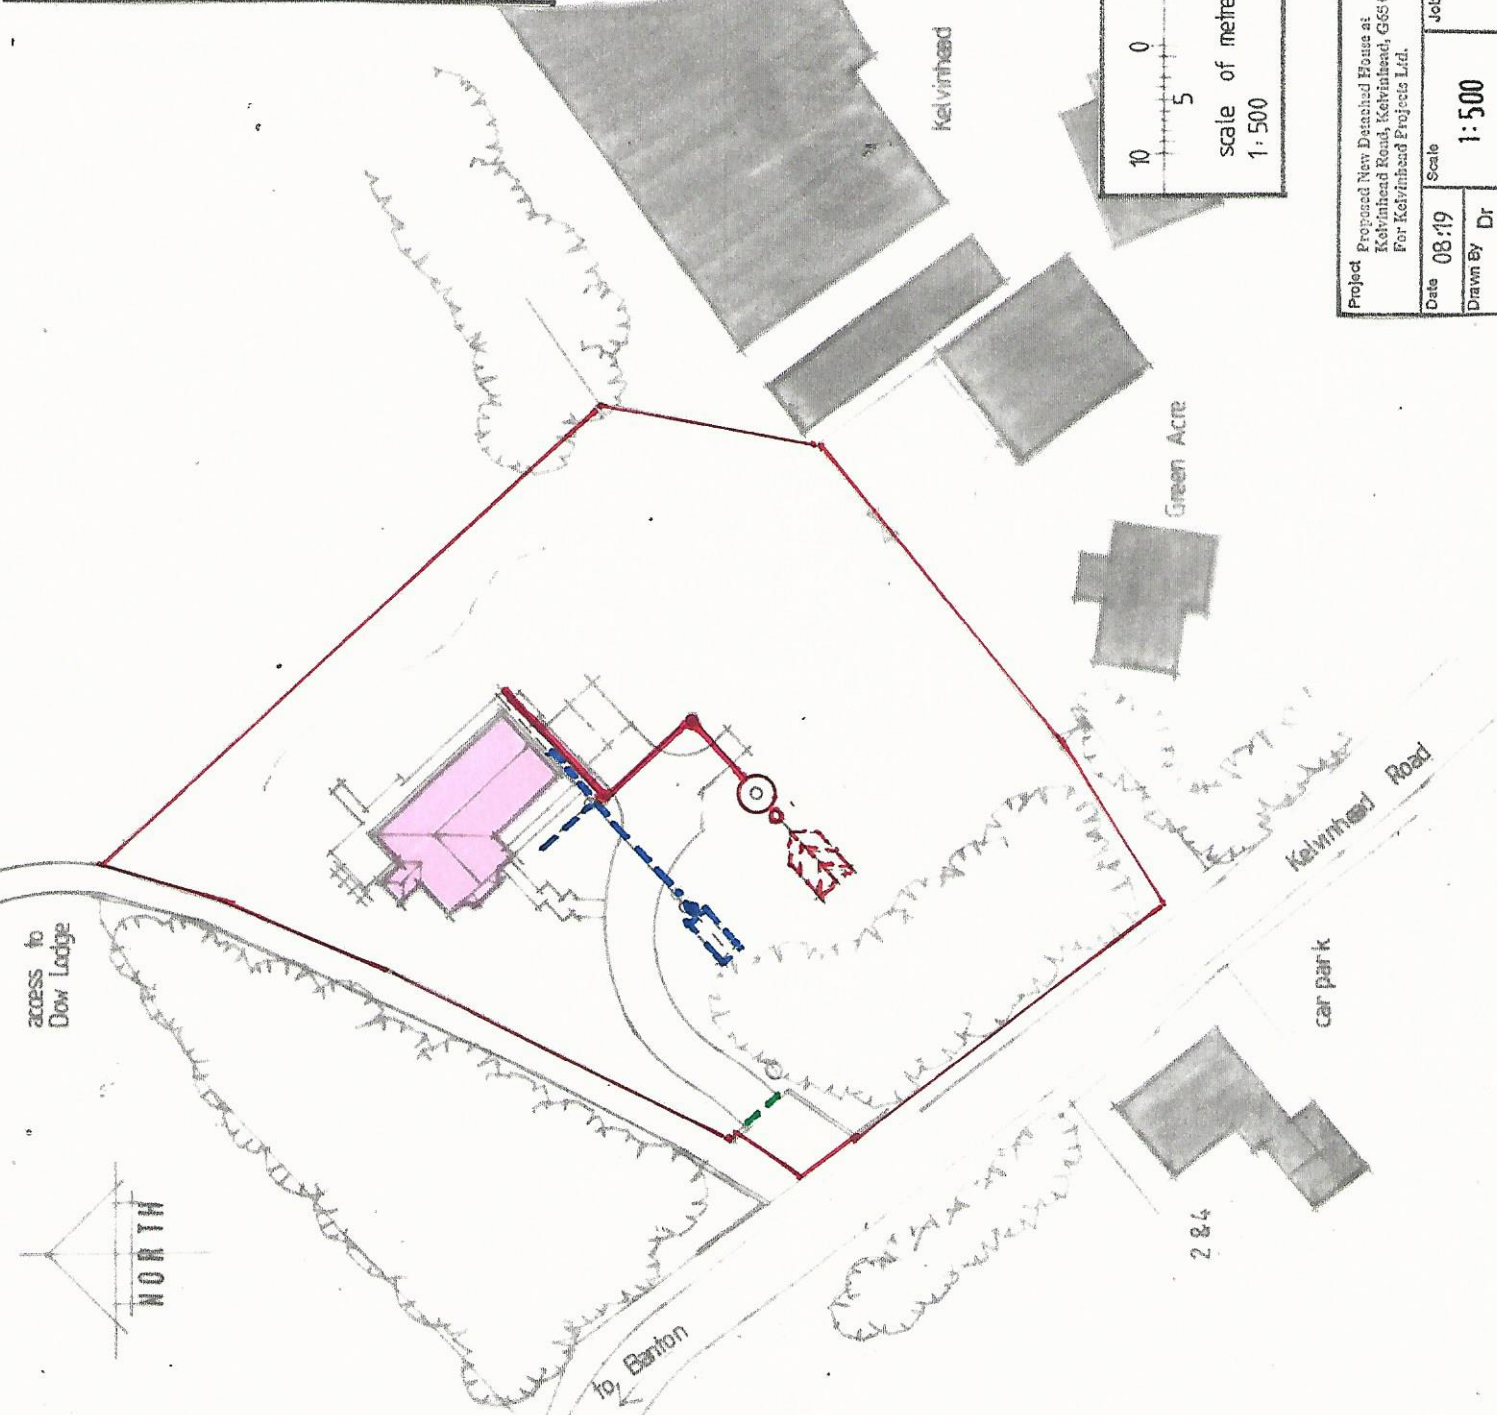 access to
Dow Lodge
NORTH
to, Banton
2 & 4
car park
Kelvinhead Road
Green Acre
Kelvinhead
10
5
0
scale of metre
1:500
Project Proposed New Detached House at
Kelvinhead Road, Kelvinhead, G65
For Kelvinhead Projects Ltd.
Date 08:19
Scale 1:500
Drawn By Dr
Job